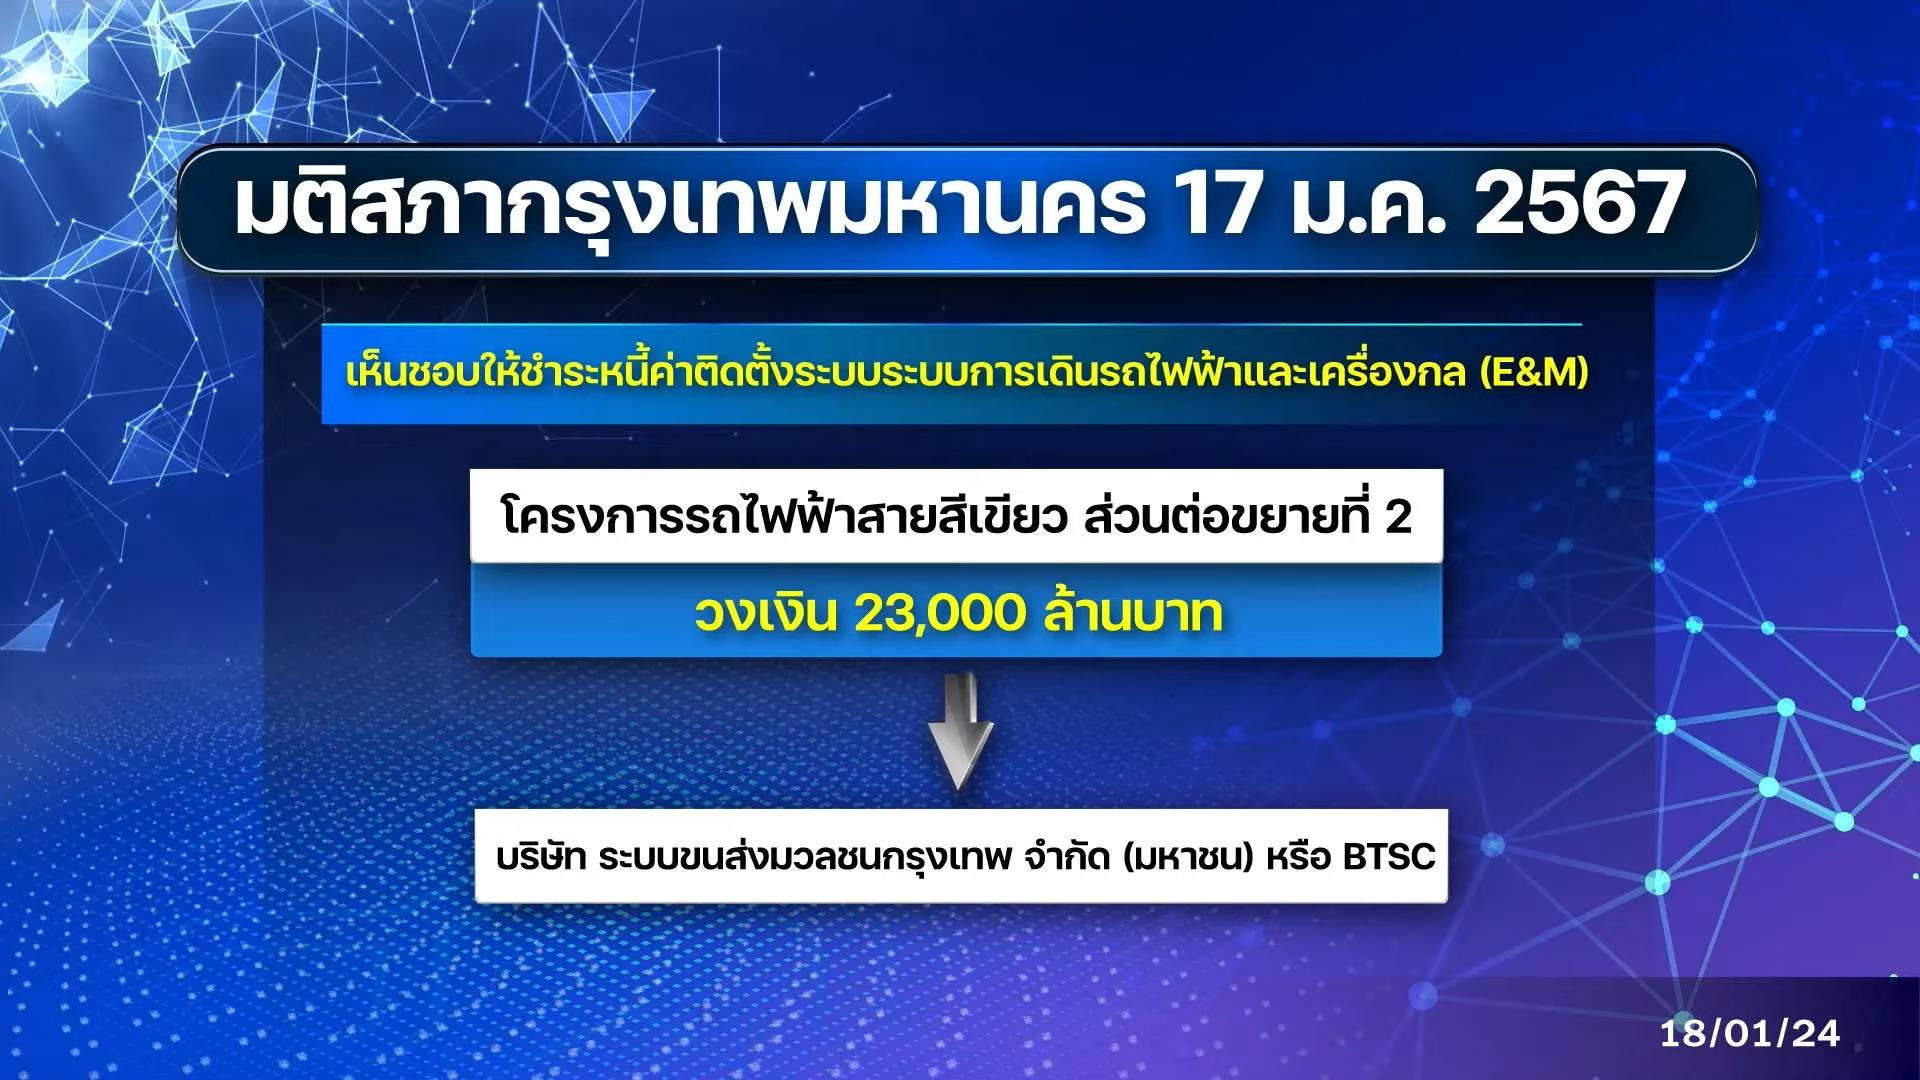 มติสภากรุงเทพมหานคร 17 ม.ค. 2567
เห็นชอบให้ชำระหนี้ค่าติดตั้งระบบระบบการเดินรถไฟฟ้าและเครื่องกล (E&M)
โครงการรถไฟฟ้าสายสีเขียว ส่วนต่อขยายที่ 2
วงเงิน 23,000 ล้านบาท
บริษัท ระบบขนส่งมวลชนกรุงเทพ จำกัด (มหาชน) หรือ BTSC
18/01/24